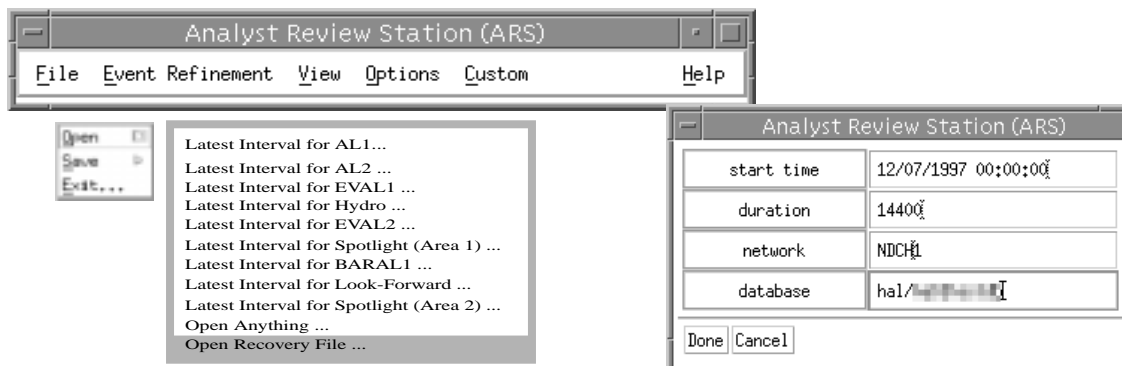 Analyst Review Station (ARS)
File Event Refinement View Options Custom Help
Open
Save
Exit...
Latest Interval for AL1...
Latest Interval for AL2 ...
Latest Interval for EVAL1 ...
Latest Interval for Hydro ...
Latest Interval for EVAL2 ...
Latest Interval for Spotlight (Area 1) ...
Latest Interval for BARAL1 ...
Latest Interval for Look-Forward ...
Latest Interval for Spotlight (Area 2) ...
Open Anything ...
Open Recovery File ...
Analyst Review Station (ARS)
start time 12/07/1997 00:00:00
duration 14400
network NDCH1
database hal/
Done Cancel